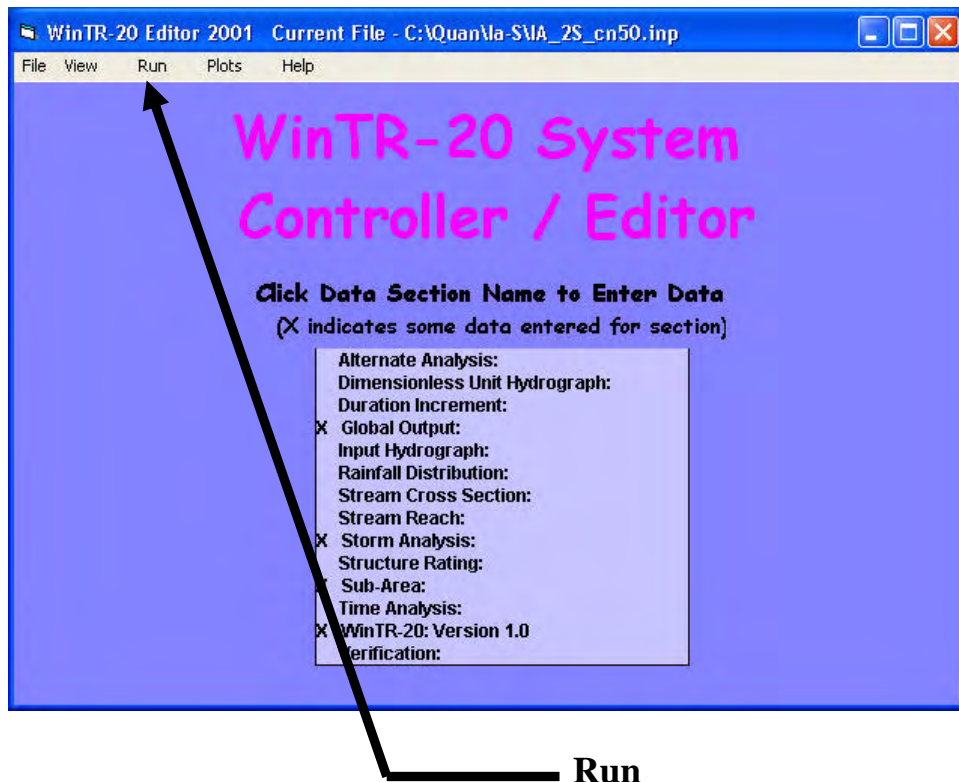 WinTR-20 Editor 2001 Current File - C:\Quan\Ia-S\IA_2S_cn50.inp
File View Run Plots Help
WinTR-20 System
Controller / Editor
Click Data Section Name to Enter Data
(X indicates some data entered for section)
Alternate Analysis:
Dimensionless Unit Hydrograph:
Duration Increment:
X Global Output:
Input Hydrograph:
Rainfall Distribution:
Stream Cross Section:
Stream Reach:
X Storm Analysis:
Structure Rating:
X Sub-Area:
Time Analysis:
X WinTR-20: Version 1.0
Verification:
Run